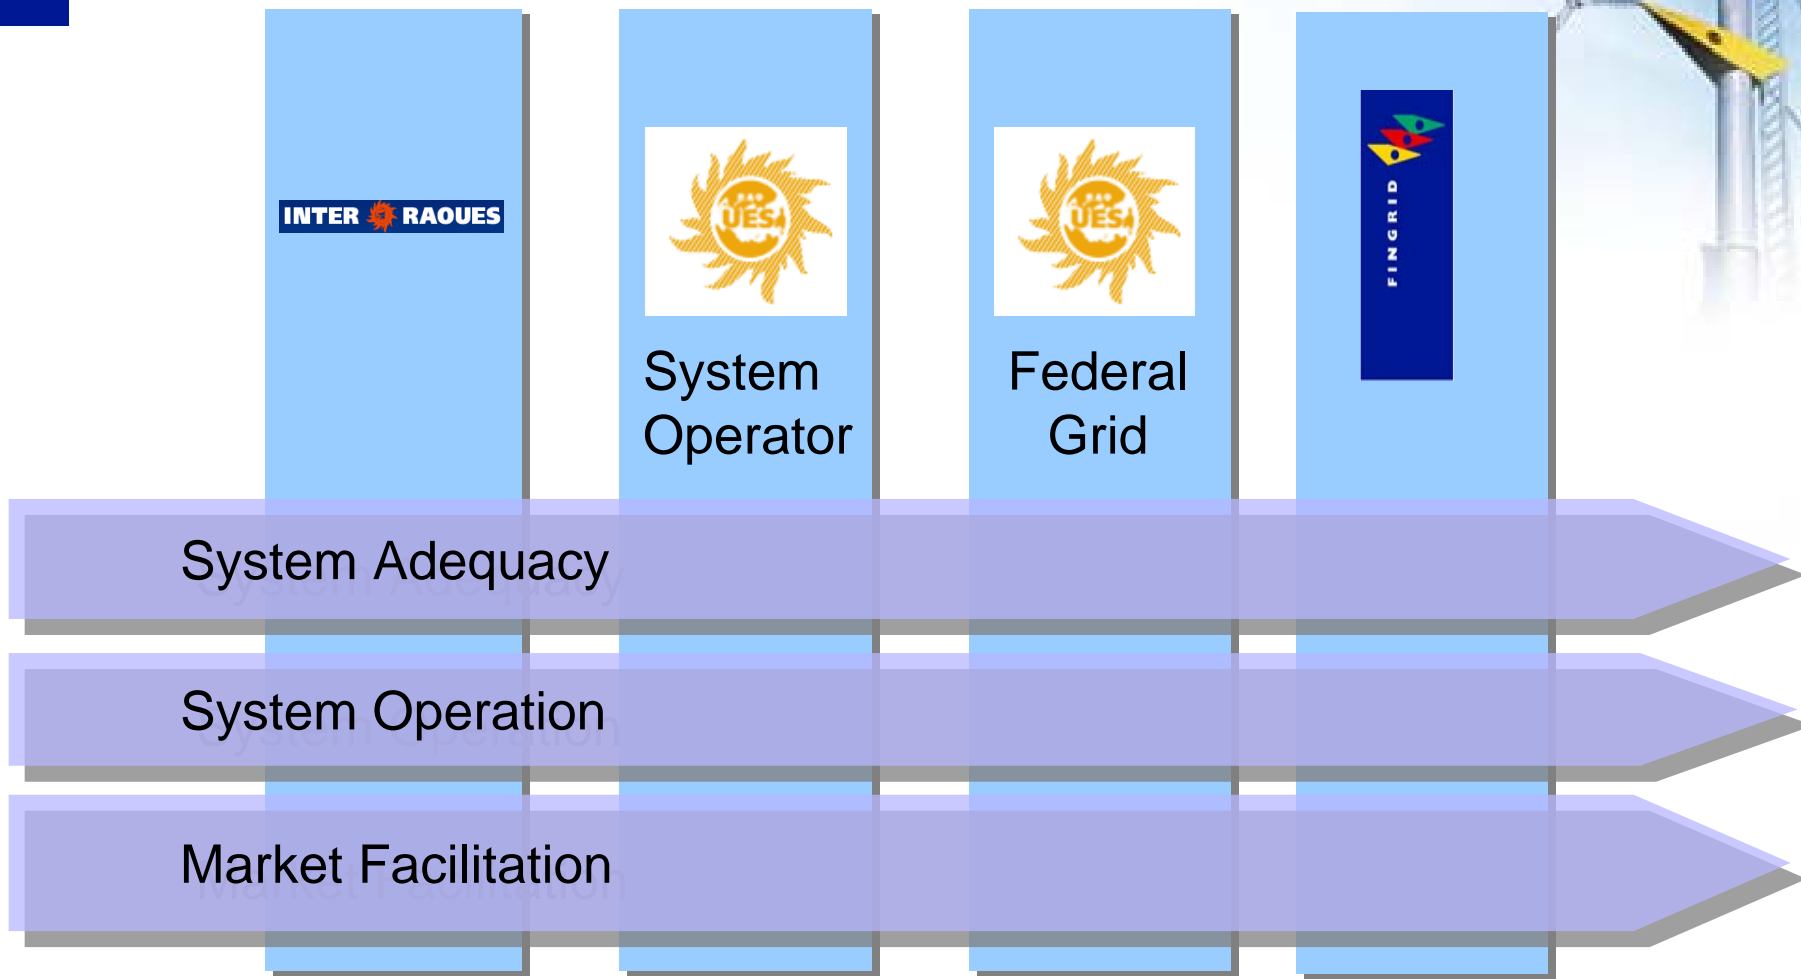 INTER RAOUES
UES
System
Operator
UES
Federal
Grid
FINGRID
System Adequacy
System Operation
Market Facilitation